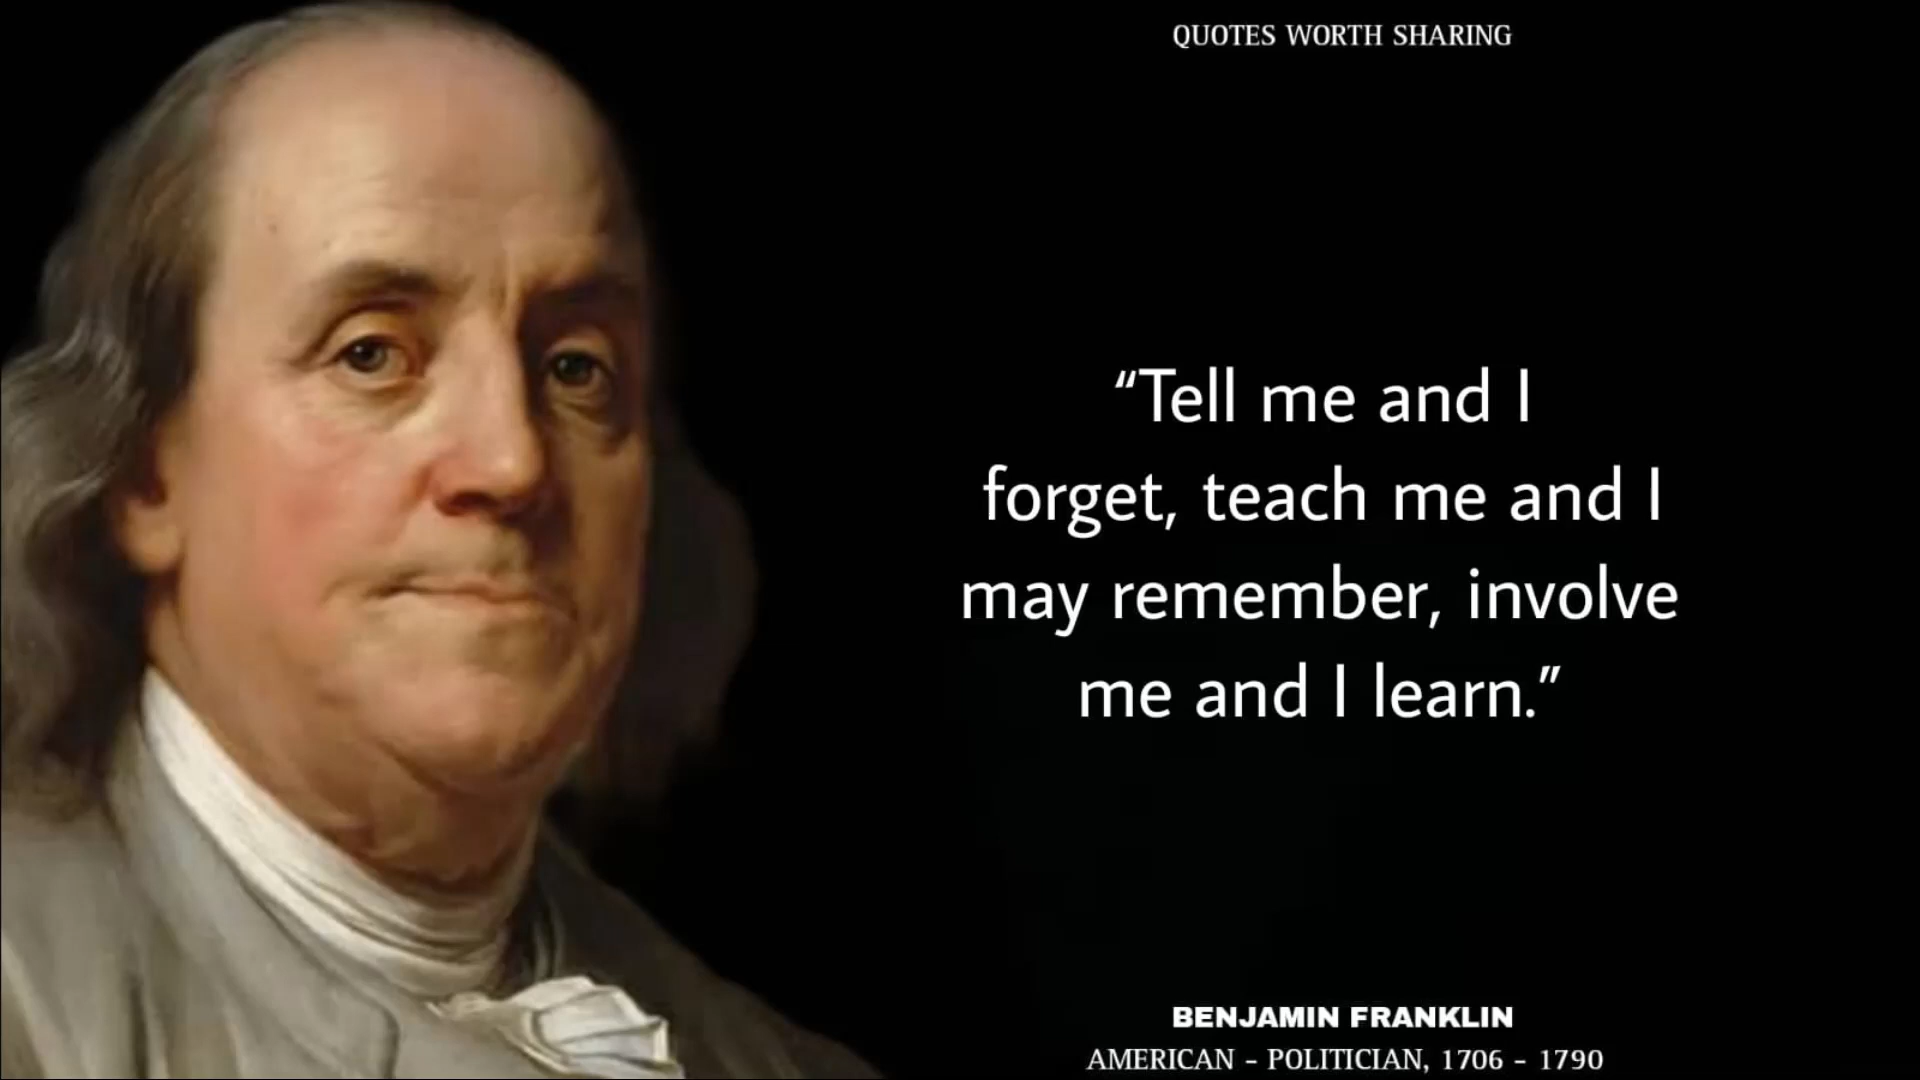 QUOTES WORTH SHARING
“Tell me and I
forget, teach me and I
may remember, involve
me and I learn.”
BENJAMIN FRANKLIN
AMERICAN - POLITICIAN, 1706 - 1790